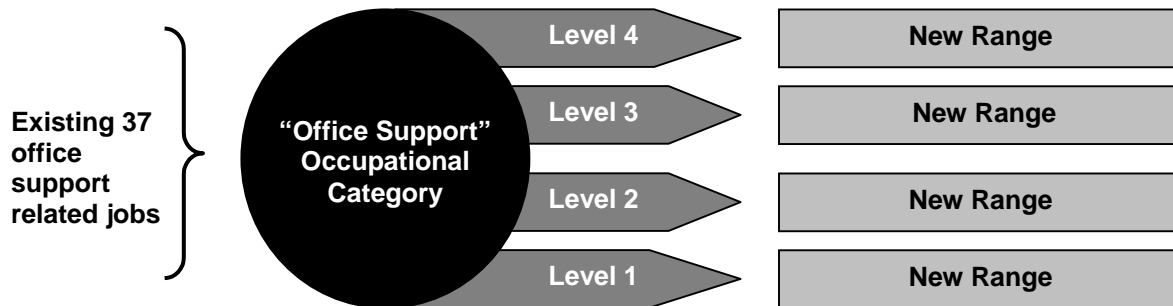 Existing 37
office
support
related jobs
“Office Support”
Occupational
Category
Level 4
New Range
Level 3
New Range
Level 2
New Range
Level 1
New Range